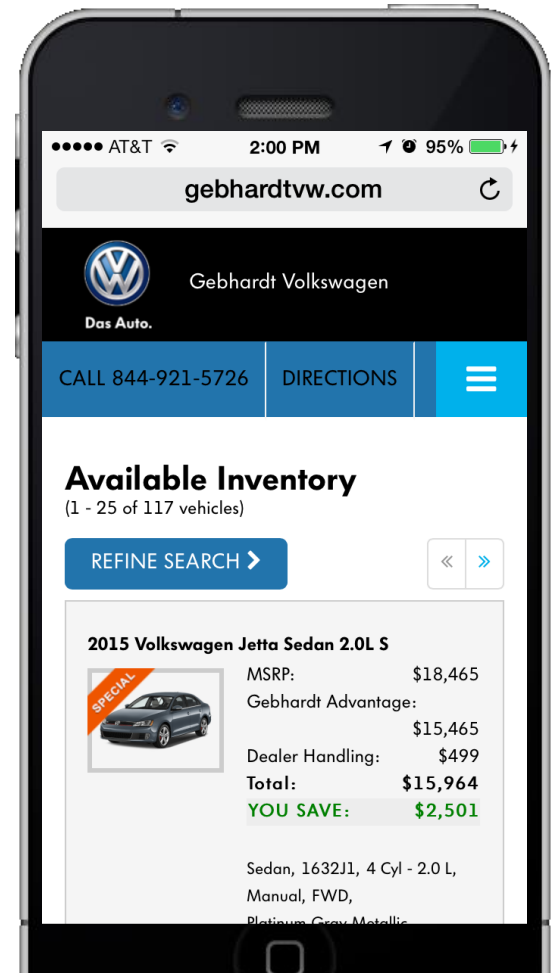 AT&T 2:00 PM 95%
gebhardtvw.com
Gebhardt Volkswagen
Das Auto.
CALL 844-921-5726 DIRECTIONS
Available Inventory
(1 - 25 of 117 vehicles)
REFINE SEARCH
« »
2015 Volkswagen Jetta Sedan 2.0L S
SPECIAL
MSRP: $18,465
Gebhardt Advantage:
$15,465
Dealer Handling: $499
Total: $15,964
YOU SAVE: $2,501
Sedan, 1632J1, 4 Cyl - 2.0 L,
Manual, FWD,
Platinum Gray Metallic